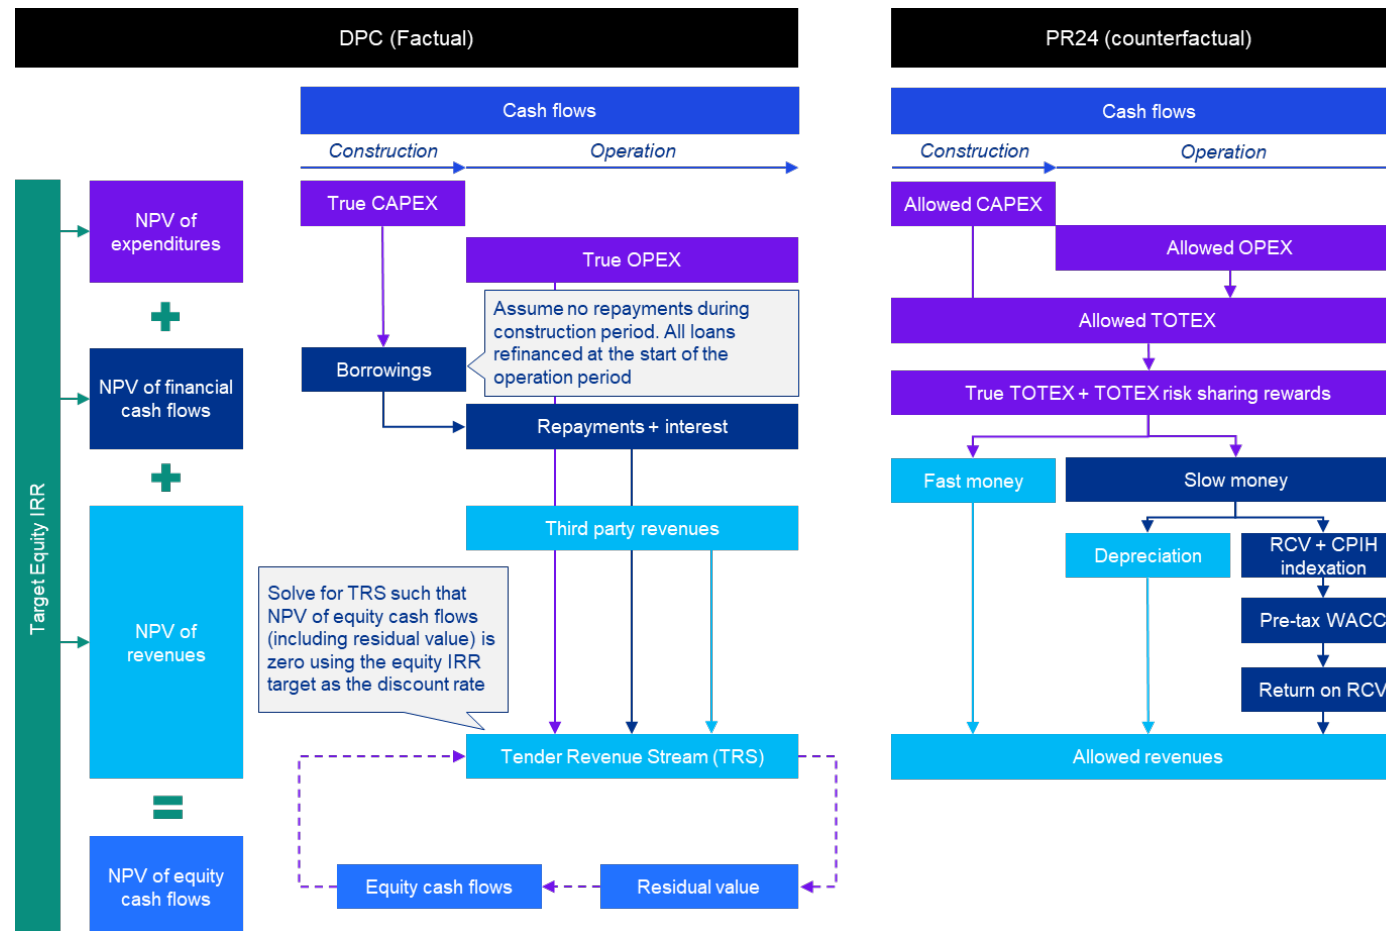 DPC (Factual)
PR24 (counterfactual)
Cash flows
Cash flows
Construction
Operation
Construction
Operation
Target Equity IRR
NPV of
expenditures
NPV of financial
cash flows
NPV of
revenues
NPV of equity
cash flows
True CAPEX
True OPEX
Assume no repayments during
construction period. All loans
refinanced at the start of the
operation period
Borrowings
Repayments + interest
Third party revenues
Solve for TRS such that
NPV of equity cash flows
(including residual value) is
zero using the equity IRR
target as the discount rate
Tender Revenue Stream (TRS)
Equity cash flows
Residual value
Allowed CAPEX
Allowed OPEX
Allowed TOTEX
True TOTEX + TOTEX risk sharing rewards
Fast money
Slow money
Depreciation
RCV + CPIH
indexation
Pre-tax WACC
Return on RCV
Allowed revenues